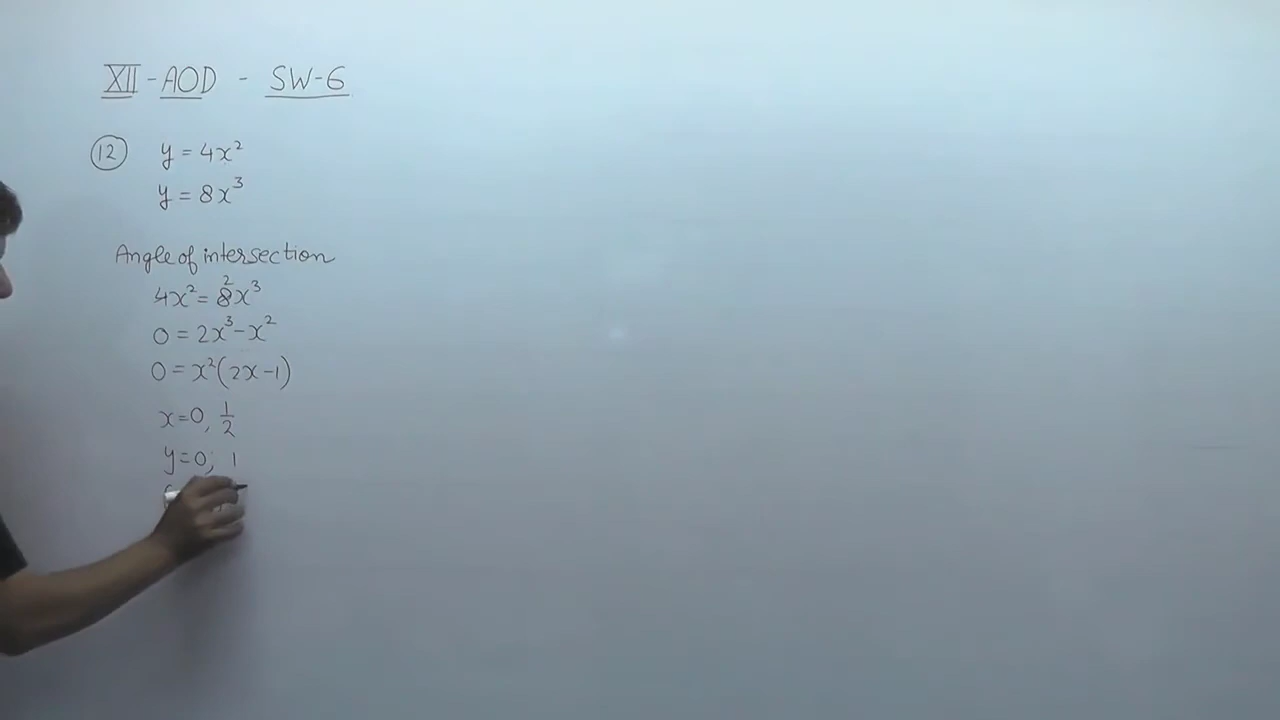 XII - AOD - SW-6
12 y = 4x²
y = 8x³
Angle of intersection
4x² = 8x³ 2
0 = 2x³ - x²
0 = x²(2x - 1)
x = 0, 1/2
y = 0; 1